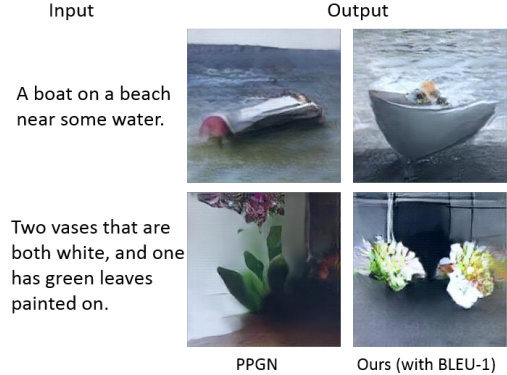 Input
Output
A boat on a beach
near some water.
Two vases that are
both white, and one
has green leaves
painted on.
PPGN
Ours (with BLEU-1)